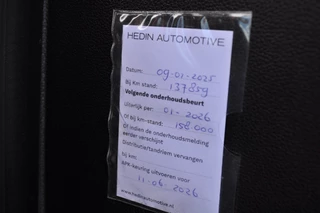 HEDIN AUTOMOTIVE
Datum: 09-01-2025
Bij Km stand: 137859
Volgende onderhoudsbeurt
Uiterlijk per: 01-2026
Of bij km-stand: 158 000
Of indien de onderhoudsmelding
eerder verschijnt
Distributie/tandriem vervangen
bij km:
APK-keuring uitvoeren voor
11-06 2026
www.hedinautomotive.nl